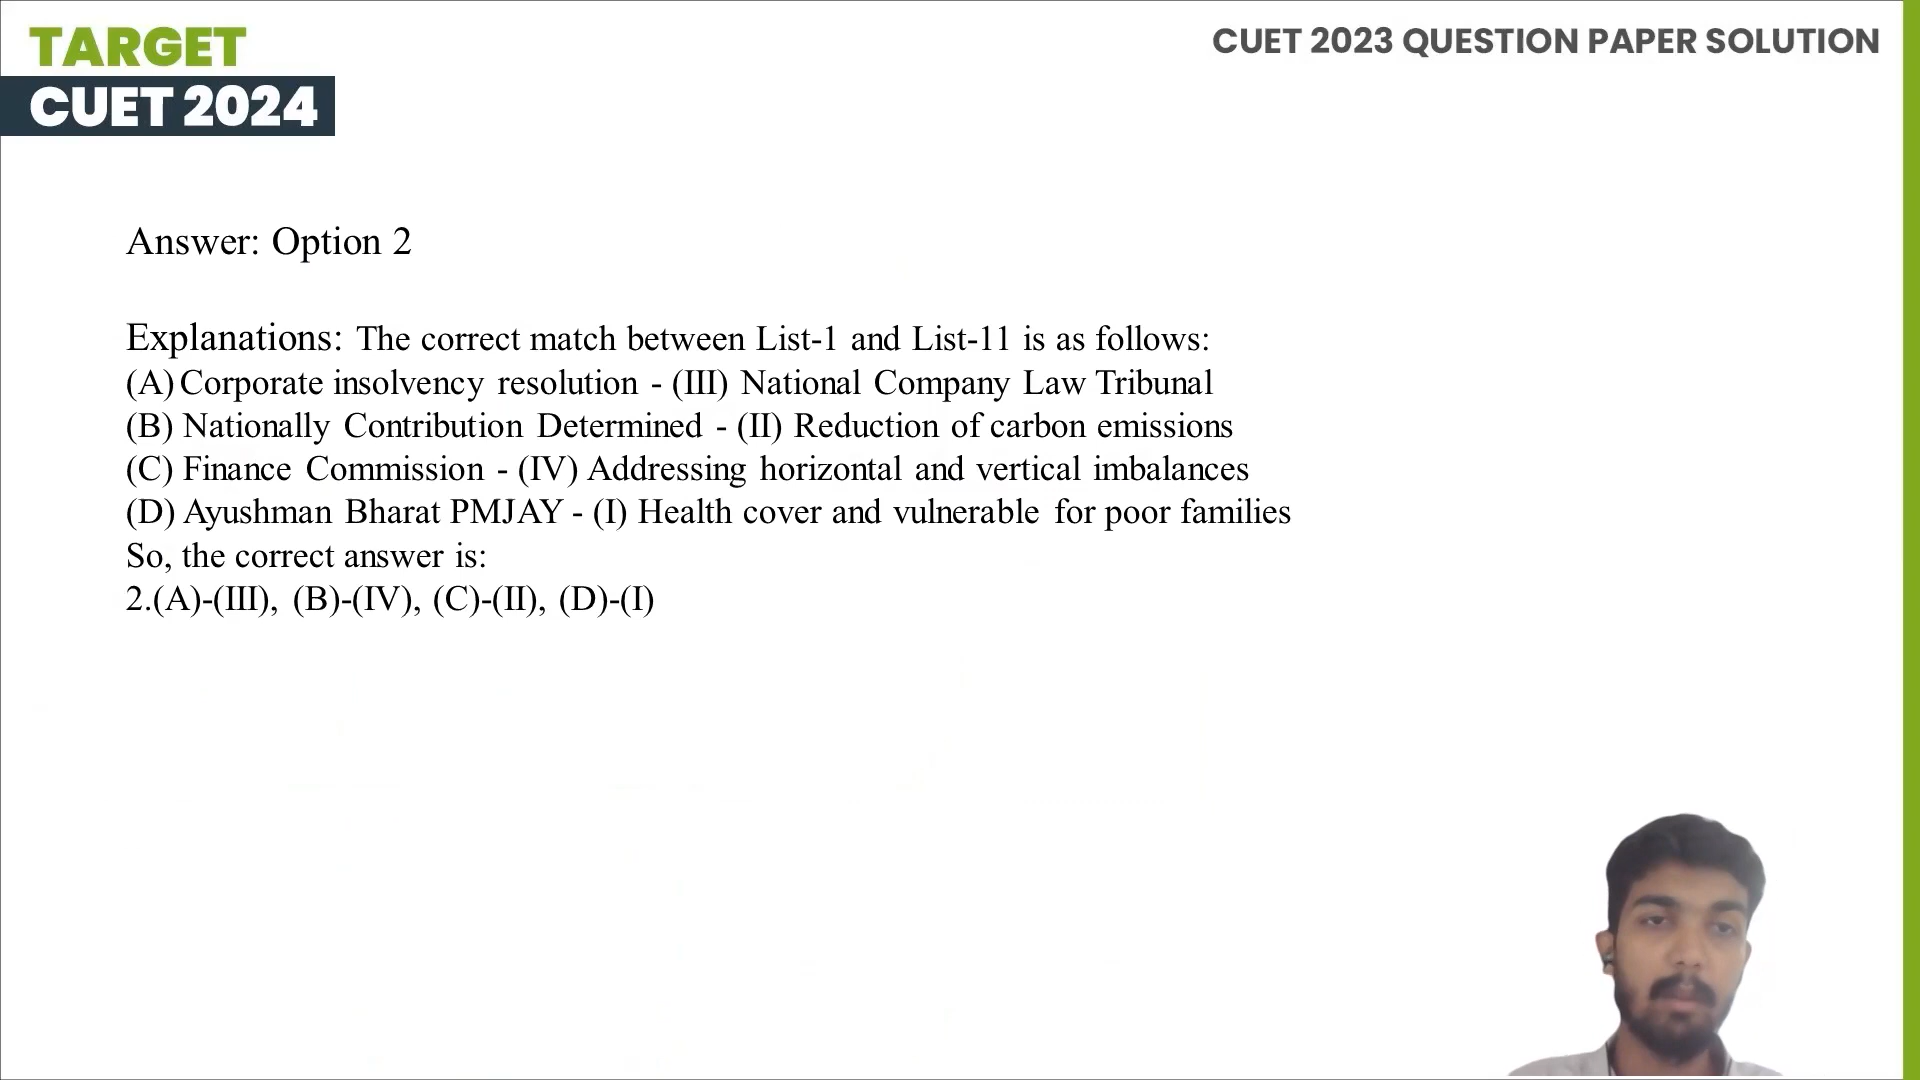 TARGET
CUET 2024
CUET 2023 QUESTION PAPER SOLUTION
Answer: Option 2
Explanations: The correct match between List-1 and List-11 is as follows:
(A) Corporate insolvency resolution - (III) National Company Law Tribunal
(B) Nationally Contribution Determined - (II) Reduction of carbon emissions
(C) Finance Commission - (IV) Addressing horizontal and vertical imbalances
(D) Ayushman Bharat PMJAY - (I) Health cover and vulnerable for poor families
So, the correct answer is:
2.(A)-(III), (B)-(IV), (C)-(II), (D)-(I)